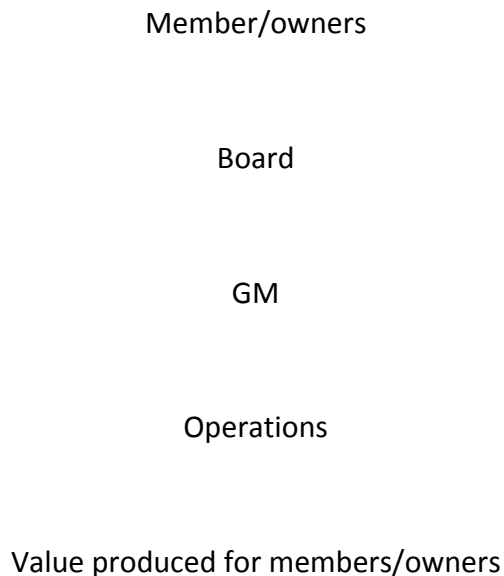 Member/owners
Board
GM
Operations
Value produced for members/owners